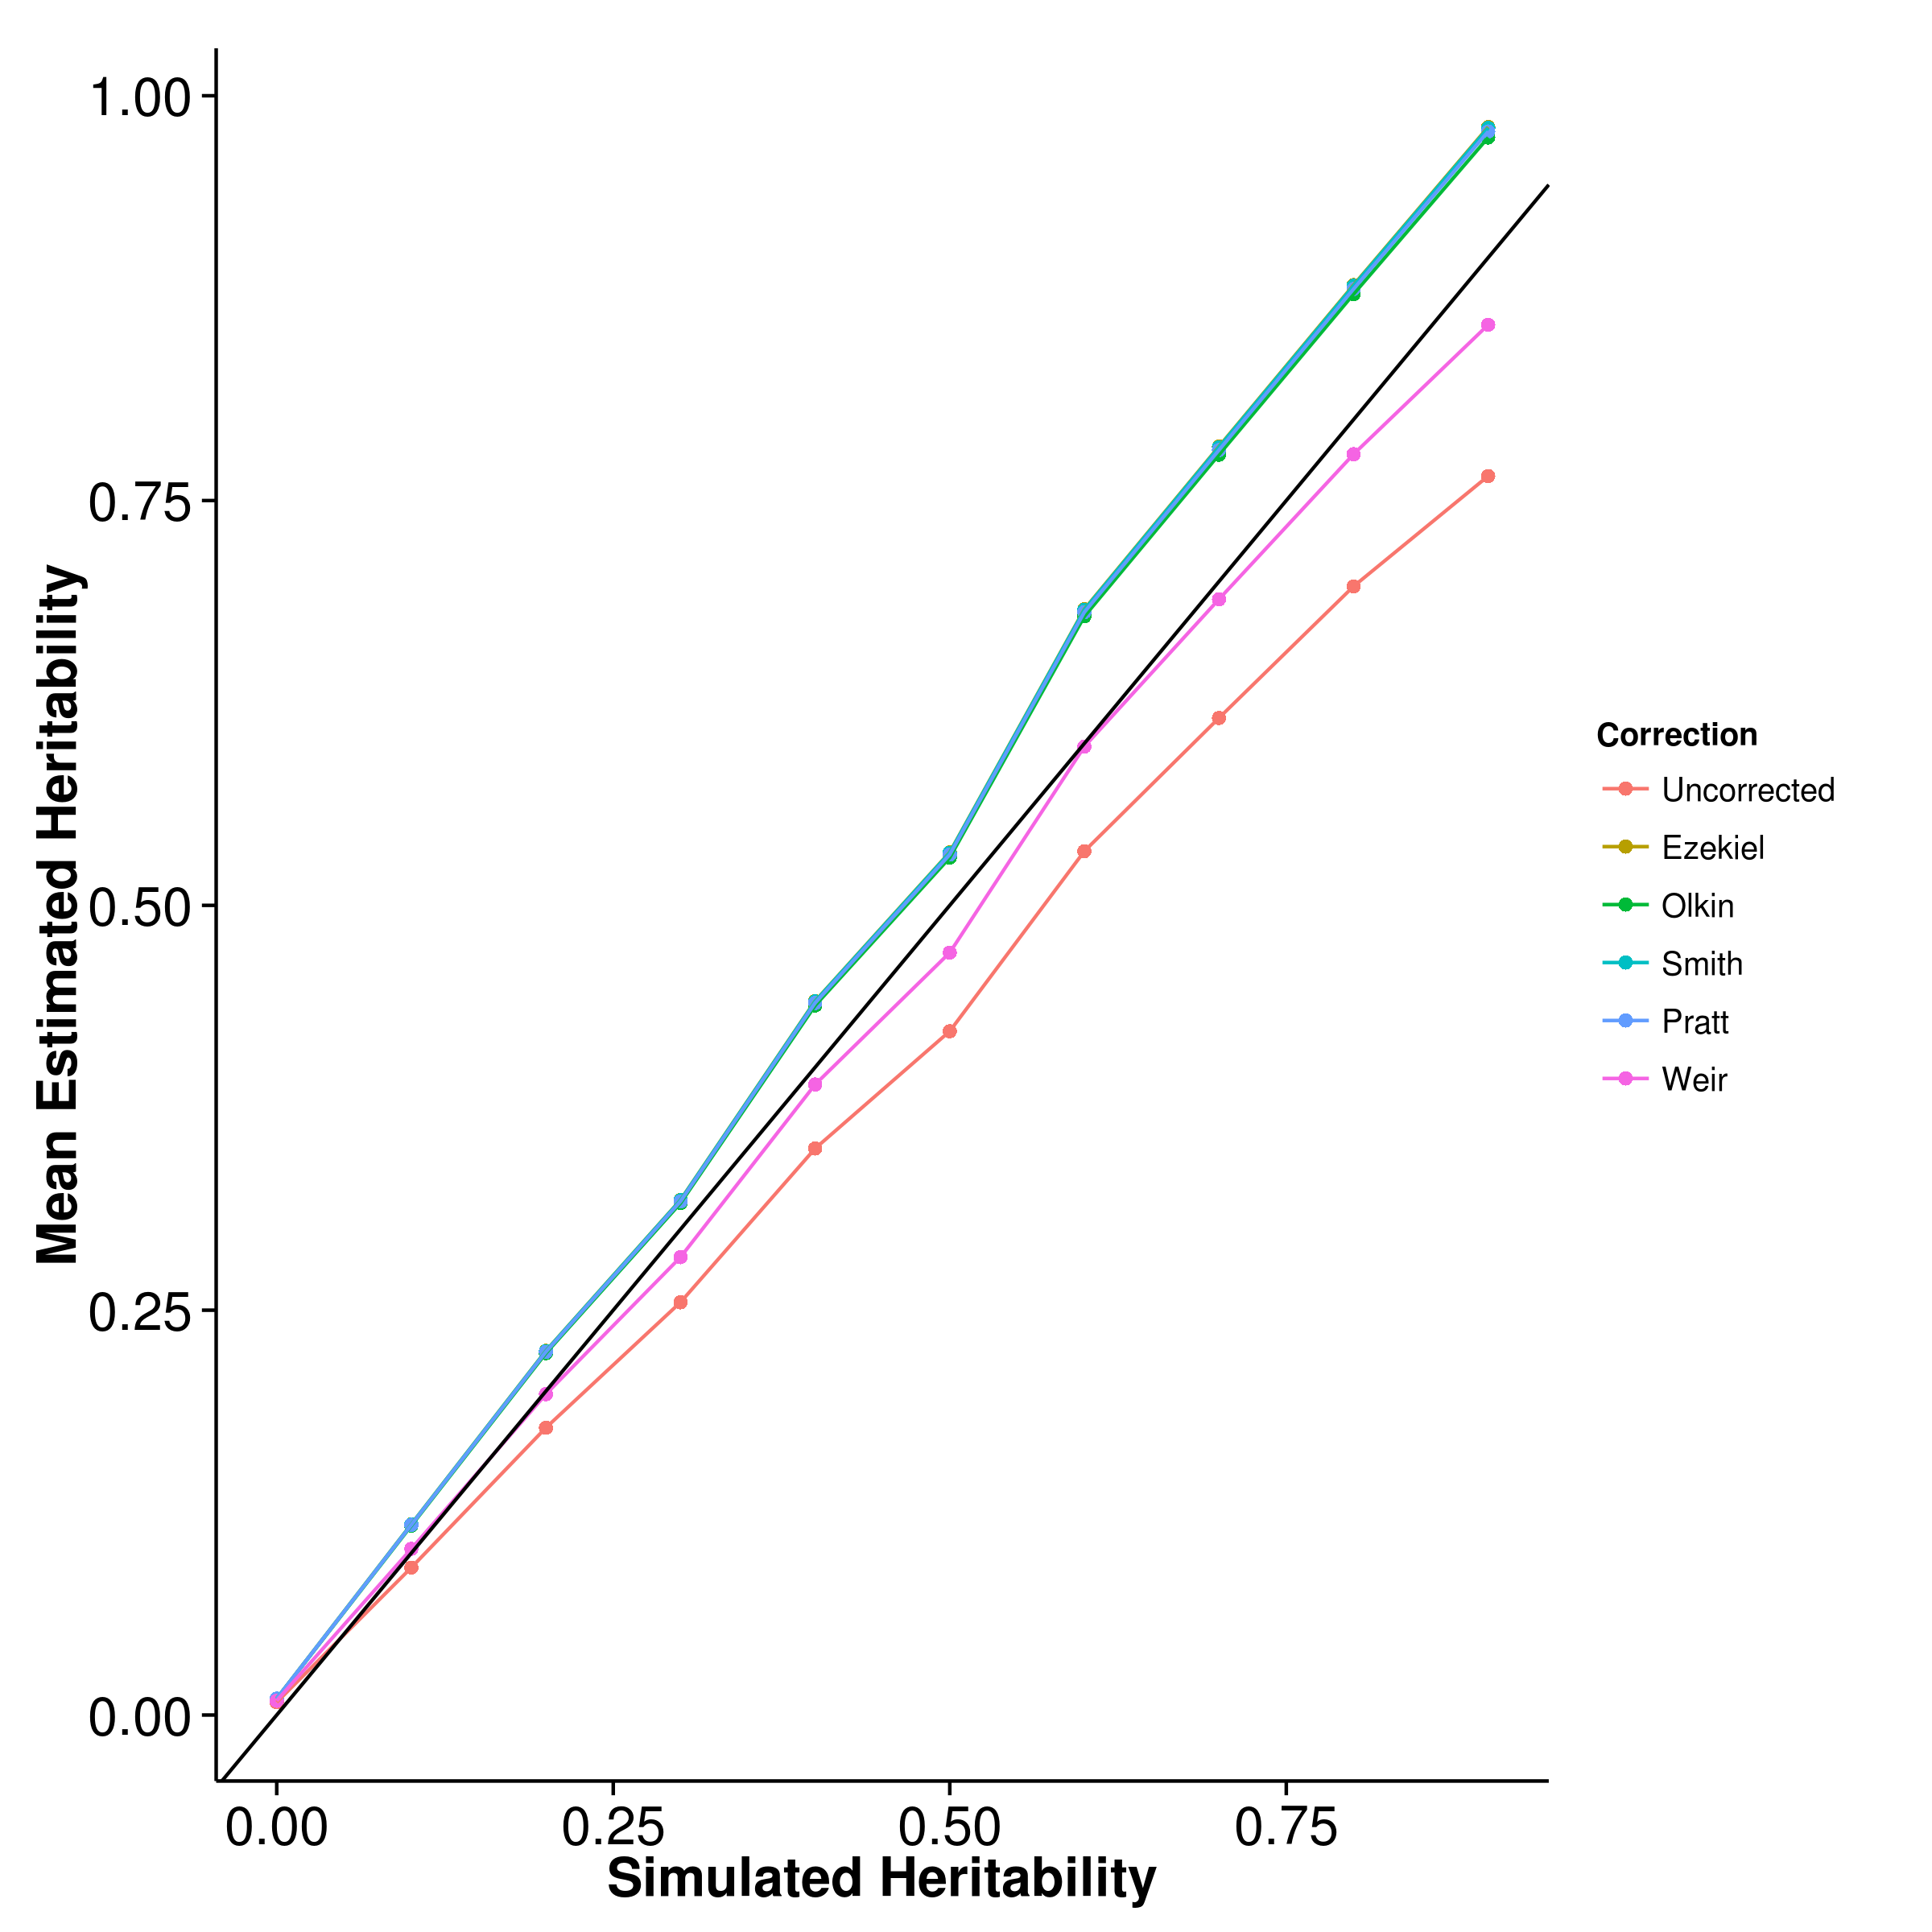 1.00
0.75
0.50
0.25
0.00
Mean Estimated Heritability
0.00 0.25 0.50 0.75
Simulated Heritability
Correction
Uncorrected
Ezekiel
Olkin
Smith
Pratt
Weir